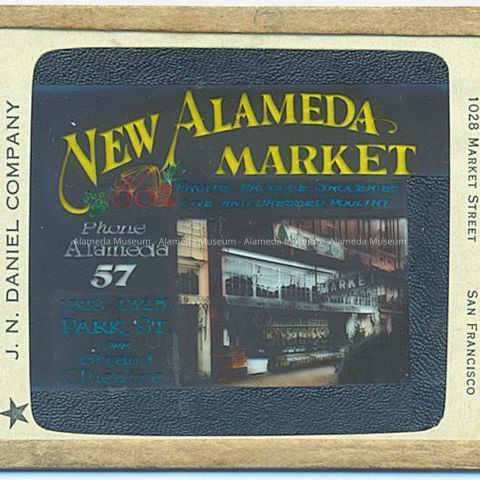 NEW ALAMEDA
MARKET
FRUITS PRODUCE GROCERIES
LIVE AND DRESSED POULTRY
Phone
Alameda
57
1323-1325
PARK ST.
OPP.
Strand
Theatre
MARKET
Alameda Museum - Alameda Museum - Alameda Museum - Alameda Museum
J. N. DANIEL COMPANY
1028 MARKET STREET
SAN FRANCISCO